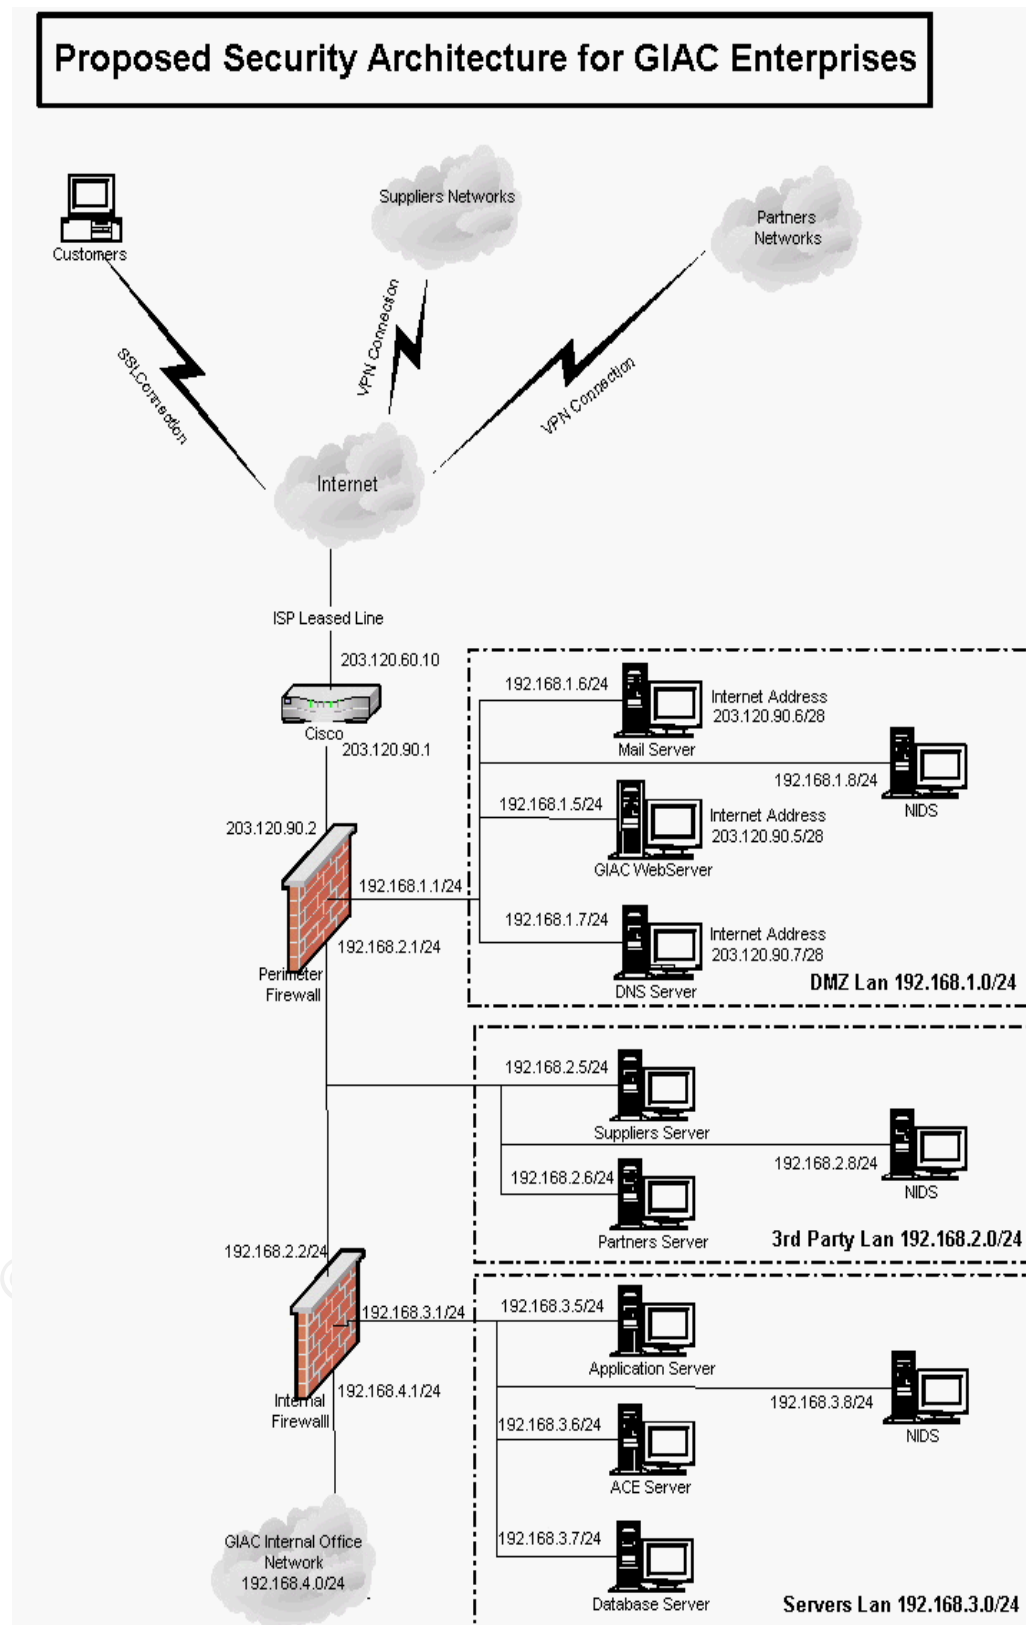 Proposed Security Architecture for GIAC Enterprises
Suppliers Networks
Partners
Networks
Customers
SSLConnection
VPN Connection
VPN Connection
Internet
ISP Leased Line
203.120.60.10
Cisco
203.120.90.1
203.120.90.2
192.168.1.1/24
192.168.2.1/24
Perimeter
Firewall
192.168.1.6/24
Internet Address
203.120.90.6/28
Mail Server
192.168.1.8/24
NIDS
192.168.1.5/24
Internet Address
203.120.90.5/28
GIAC WebServer
192.168.1.7/24
Internet Address
203.120.90.7/28
DNS Server
DMZ Lan 192.168.1.0/24
192.168.2.5/24
Suppliers Server
192.168.2.8/24
NIDS
192.168.2.6/24
Partners Server
3rd Party Lan 192.168.2.0/24
192.168.2.2/24
192.168.3.1/24
192.168.4.1/24
Internal
Firewalll
192.168.3.5/24
Application Server
192.168.3.8/24
NIDS
192.168.3.6/24
ACE Server
192.168.3.7/24
Database Server
Servers Lan 192.168.3.0/24
GIAC Internal Office
Network
192.168.4.0/24